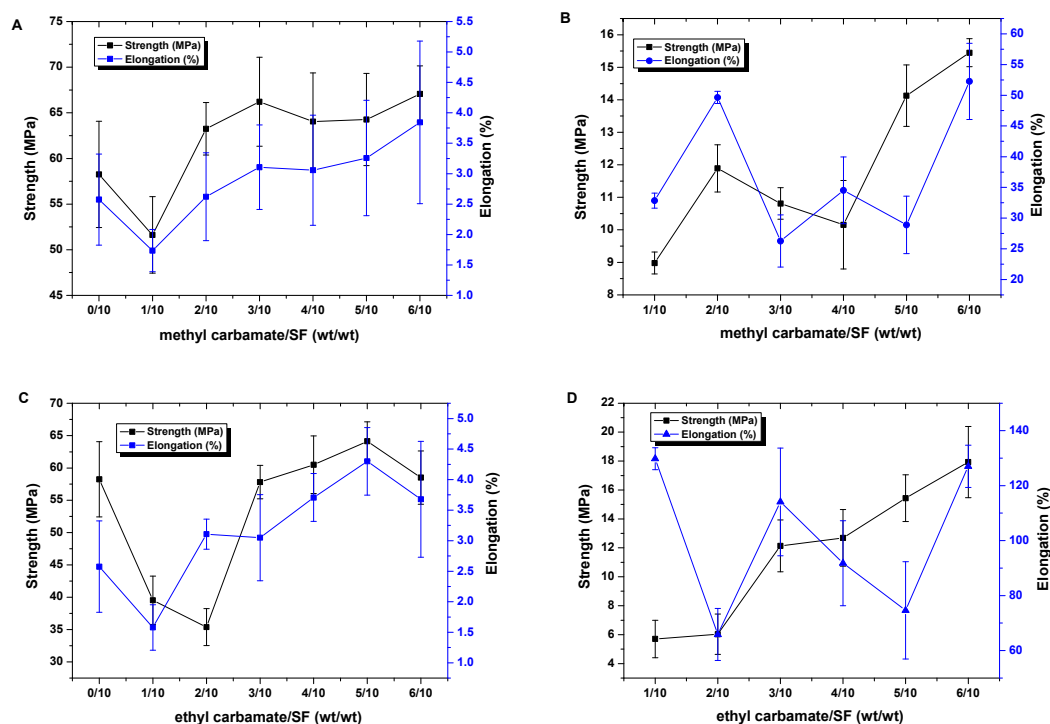 A
Strength (MPa)
Elongation (%)
75
70
65
60
55
50
45
Strength (MPa)
5.5
5.0
4.5
4.0
3.5
3.0
2.5
2.0
1.5
1.0
Elongation (%)
0/10 1/10 2/10 3/10 4/10 5/10 6/10
methyl carbamate/SF (wt/wt)
B
Strength (MPa)
Elongation (%)
16
15
14
13
12
11
10
9
8
Strength (MPa)
60
55
50
45
40
35
30
25
20
Elongation (%)
1/10 2/10 3/10 4/10 5/10 6/10
methyl carbamate/SF (wt/wt)
C
Strength (MPa)
Elongation (%)
70
65
60
55
50
45
40
35
30
Strength (MPa)
5.0
4.5
4.0
3.5
3.0
2.5
2.0
1.5
1.0
Elongation (%)
0/10 1/10 2/10 3/10 4/10 5/10 6/10
ethyl carbamate/SF (wt/wt)
D
Strength (MPa)
Elongation (%)
22
20
18
16
14
12
10
8
6
4
Strength (MPa)
140
120
100
80
60
Elongation (%)
1/10 2/10 3/10 4/10 5/10 6/10
ethyl carbamate/SF (wt/wt)